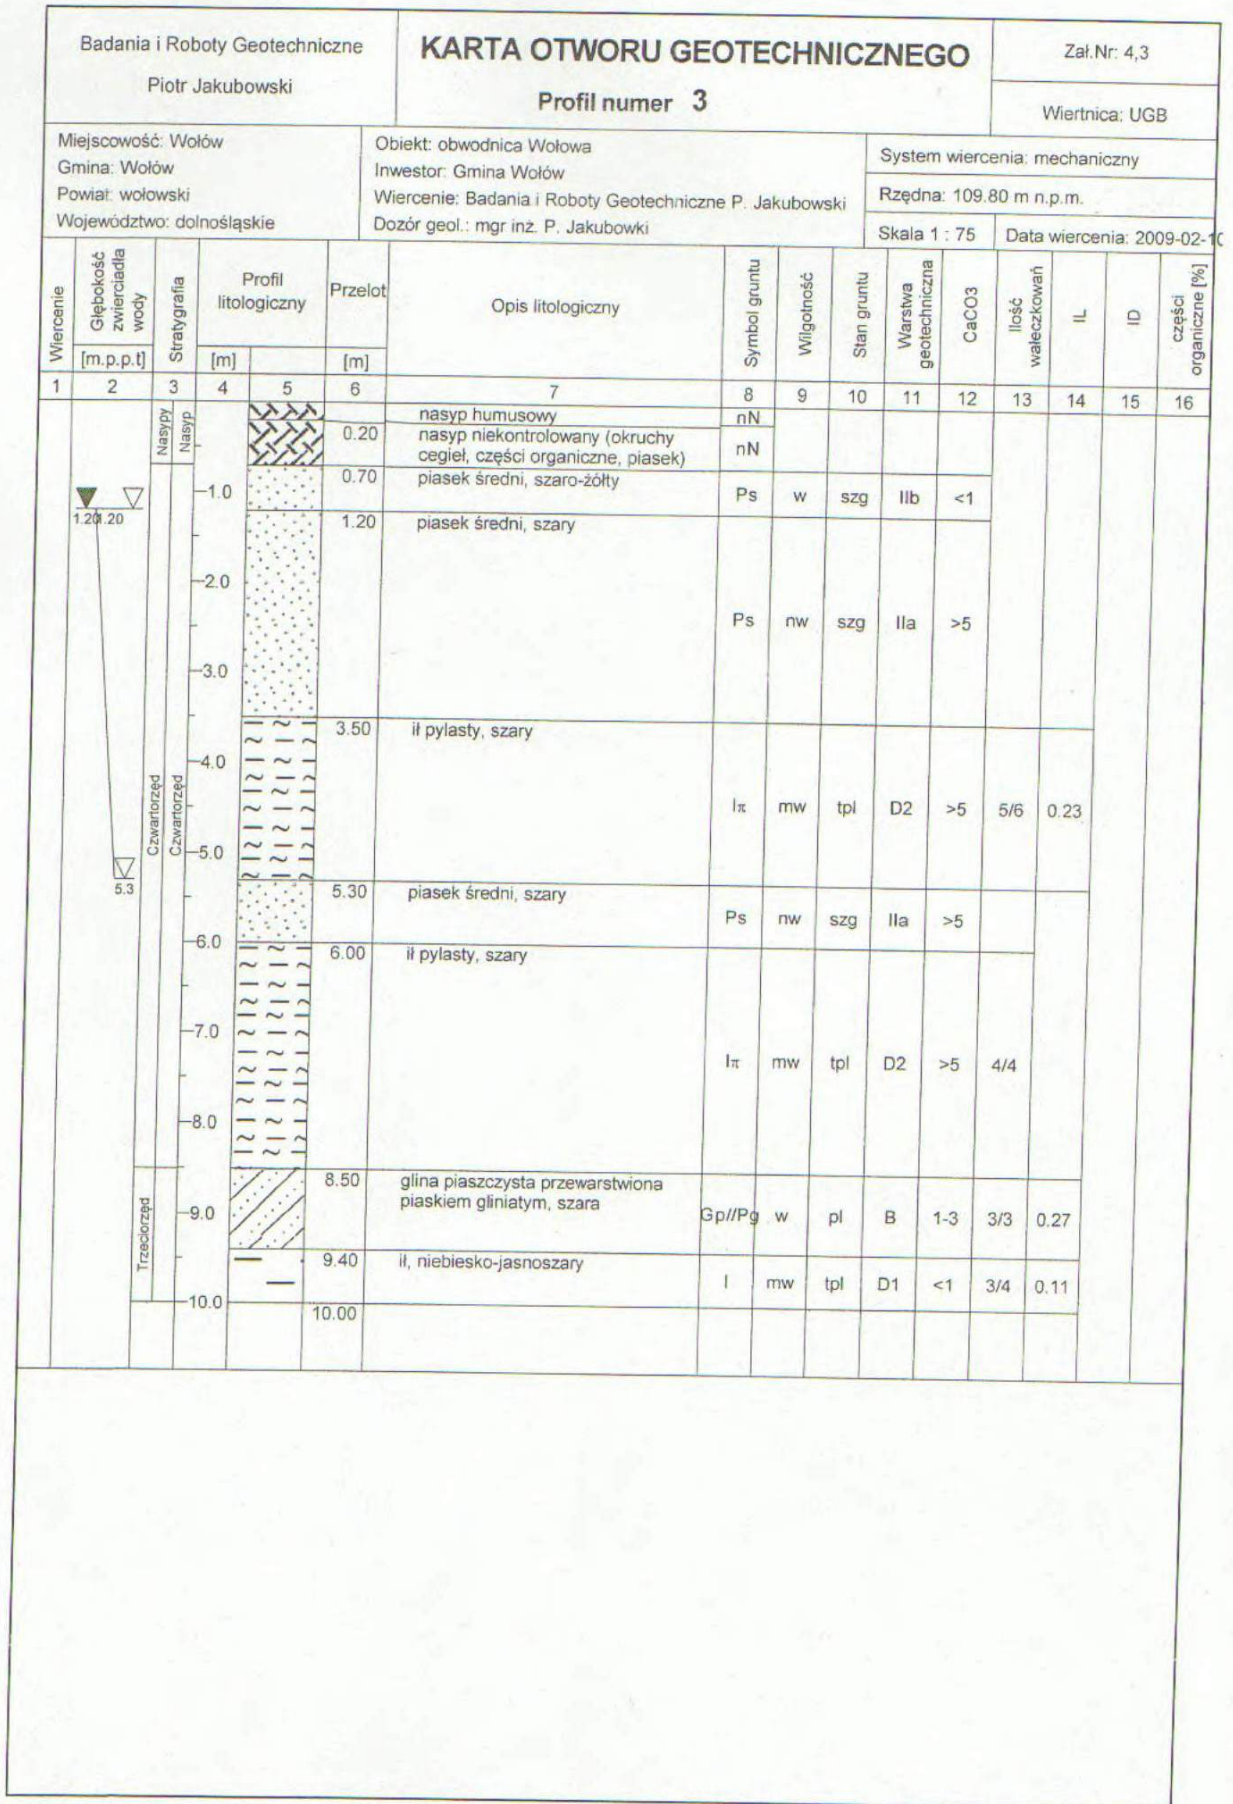 Badania i Roboty Geotechniczne
Piotr Jakubowski
KARTA OTWORU GEOTECHNICZNEGO
Profil numer 3
Zał.Nr: 4,3
Wiertnica: UGB
Miejscowość: Wołów
Gmina: Wołów
Powiat: wołowski
Województwo: dolnośląskie
Obiekt: obwodnica Wołowa
Inwestor: Gmina Wołów
Wiercenie: Badania i Roboty Geotechniczne P. Jakubowski
Dozór geol.: mgr inż. P. Jakubowki
System wiercenia: mechaniczny
Rzędna: 109.80 m n.p.m.
Skala 1 : 75 Data wiercenia: 2009-02-10
Wiercenie
Głębokość zwierciadła wody
[m.p.p.t]
Stratygrafia
Profil litologiczny
[m]
Przelot
[m]
Opis litologiczny
Symbol gruntu
Wilgotność
Stan gruntu
Warstwa geotechniczna
CaCO3
Ilość wałeczkowań
IL
ID
części organiczne [%]
1 2 3 4 5 6 7 8 9 10 11 12 13 14 15 16
Nasypy
Nasyp
nasyp humusowy nN
0.20 nasyp niekontrolowany (okruchy
cegieł, części organiczne, piasek) nN
0.70 piasek średni, szaro-żółty
1.0 Ps w szg IIb <1
1.20 1.20
1.20 piasek średni, szary
2.0
Ps nw szg IIa >5
3.0
3.50 ił pylasty, szary
4.0
Czwartorzęd
Czwartorzęd
Iπ mw tpl D2 >5 5/6 0.23
5.0
5.3
5.30 piasek średni, szary
Ps nw szg IIa >5
6.0
6.00 ił pylasty, szary
7.0
Iπ mw tpl D2 >5 4/4
8.0
8.50 glina piaszczysta przewarstwiona
piaskiem gliniatym, szara
9.0
Gp//Pg w pl B 1-3 3/3 0.27
Trzeciorzęd
9.40 ił, niebiesko-jasnoszary
I mw tpl D1 <1 3/4 0.11
10.0
10.00